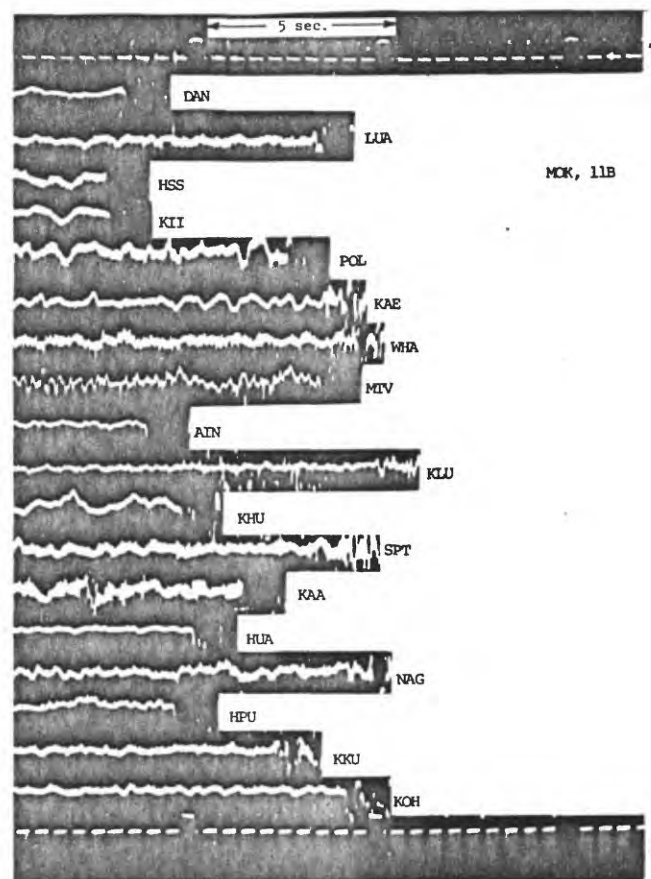 5 sec.
DAN
LUA
MOK, 11B
HSS
KII
POL
KAE
WHA
MTV
AIN
KLU
KHU
SPT
KAA
HUA
NAG
HPU
KKU
KOH